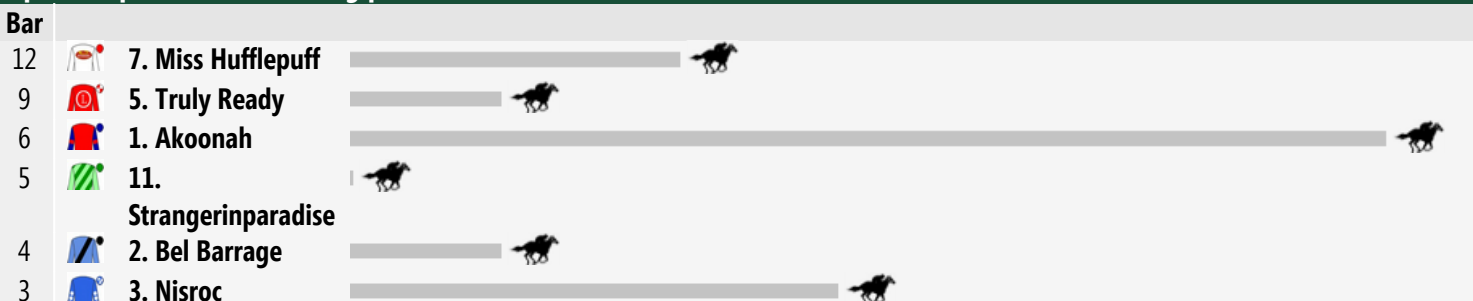 Bar
12 7. Miss Hufflepuff
9 5. Truly Ready
6 1. Akoonah
5 11.
Strangerinparadise
4 2. Bel Barrage
3 3. Nisroc